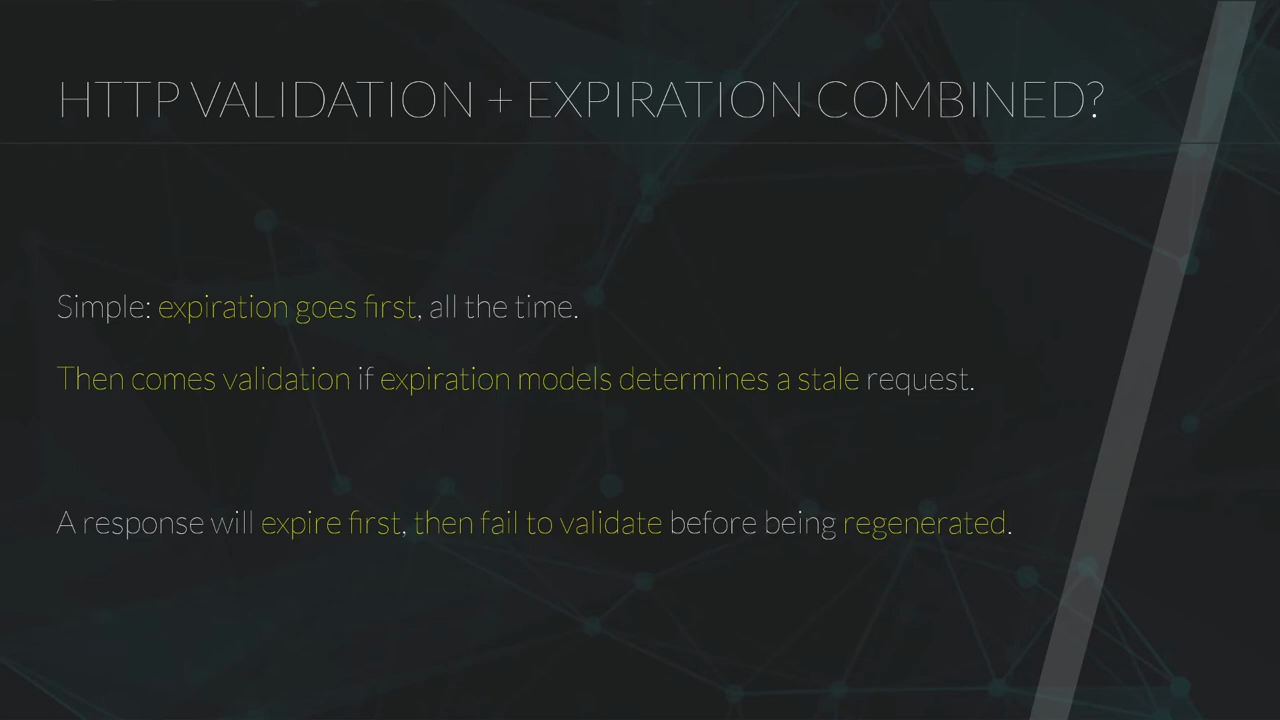 HTTP VALIDATION + EXPIRATION COMBINED?
Simple: expiration goes first, all the time.
Then comes validation if expiration models determines a stale request.
A response will expire first, then fail to validate before being regenerated.